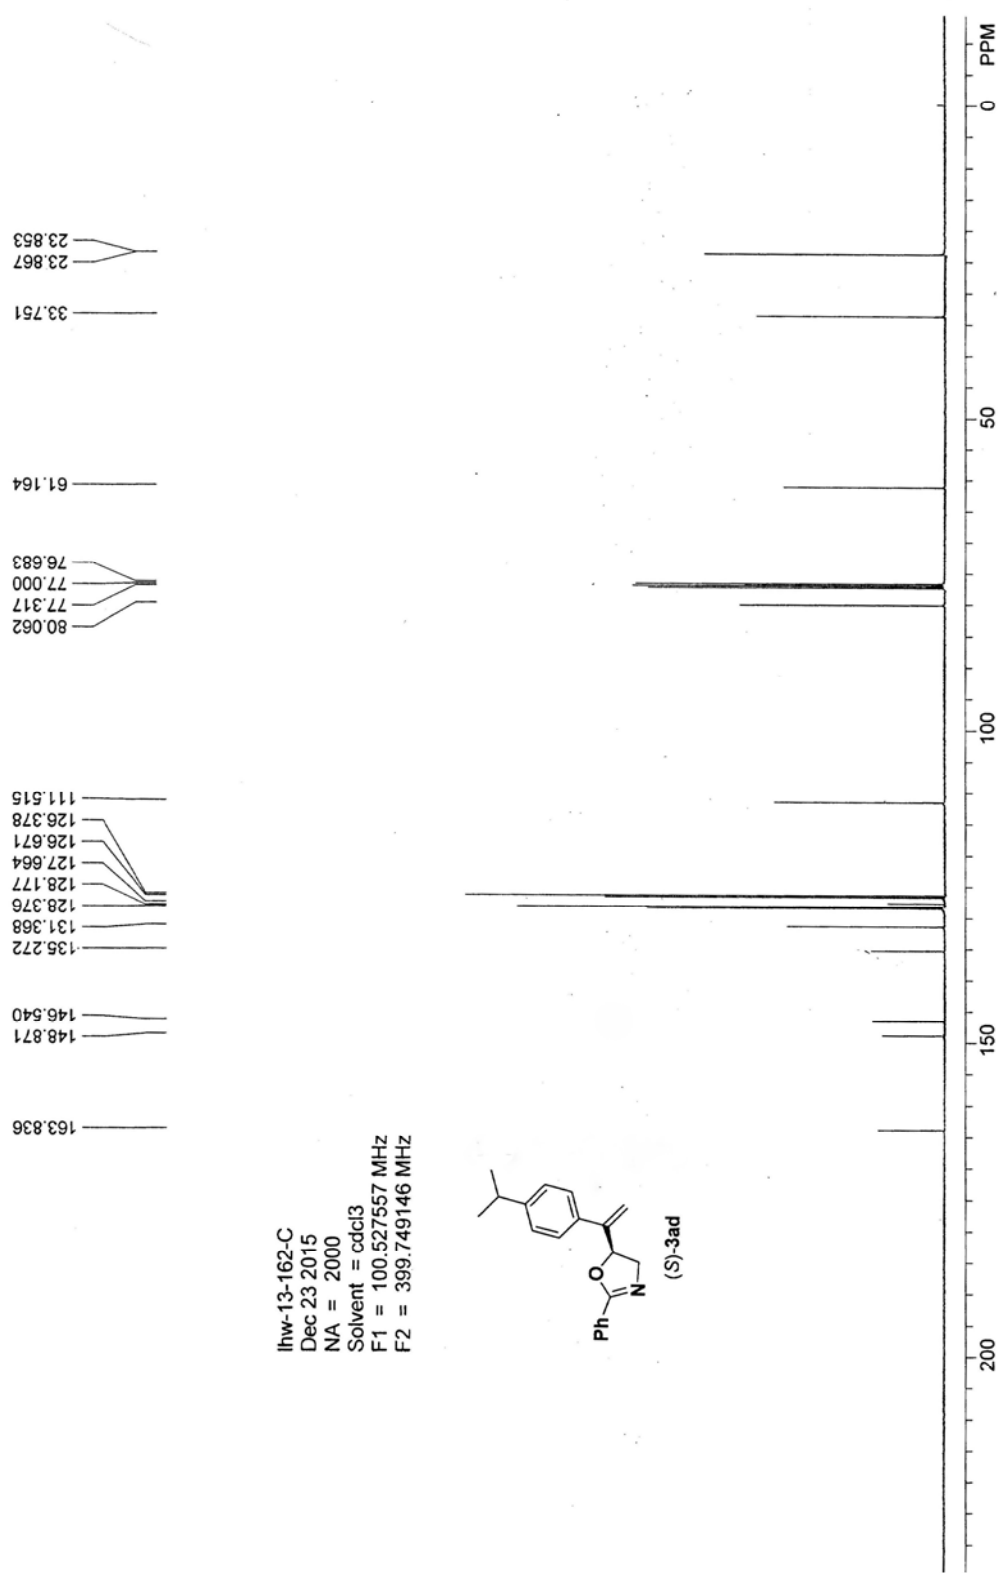 23.853
23.867
33.751
61.164
76.683
77.000
77.317
80.062
111.515
126.378
126.671
127.664
128.177
128.376
131.368
135.272
146.540
148.871
163.836
lhw-13-162-C
Dec 23 2015
NA = 2000
Solvent = cdcl3
F1 = 100.527557 MHz
F2 = 399.749146 MHz
Ph
O
N
(S)-3ad
PPM
0
50
100
150
200